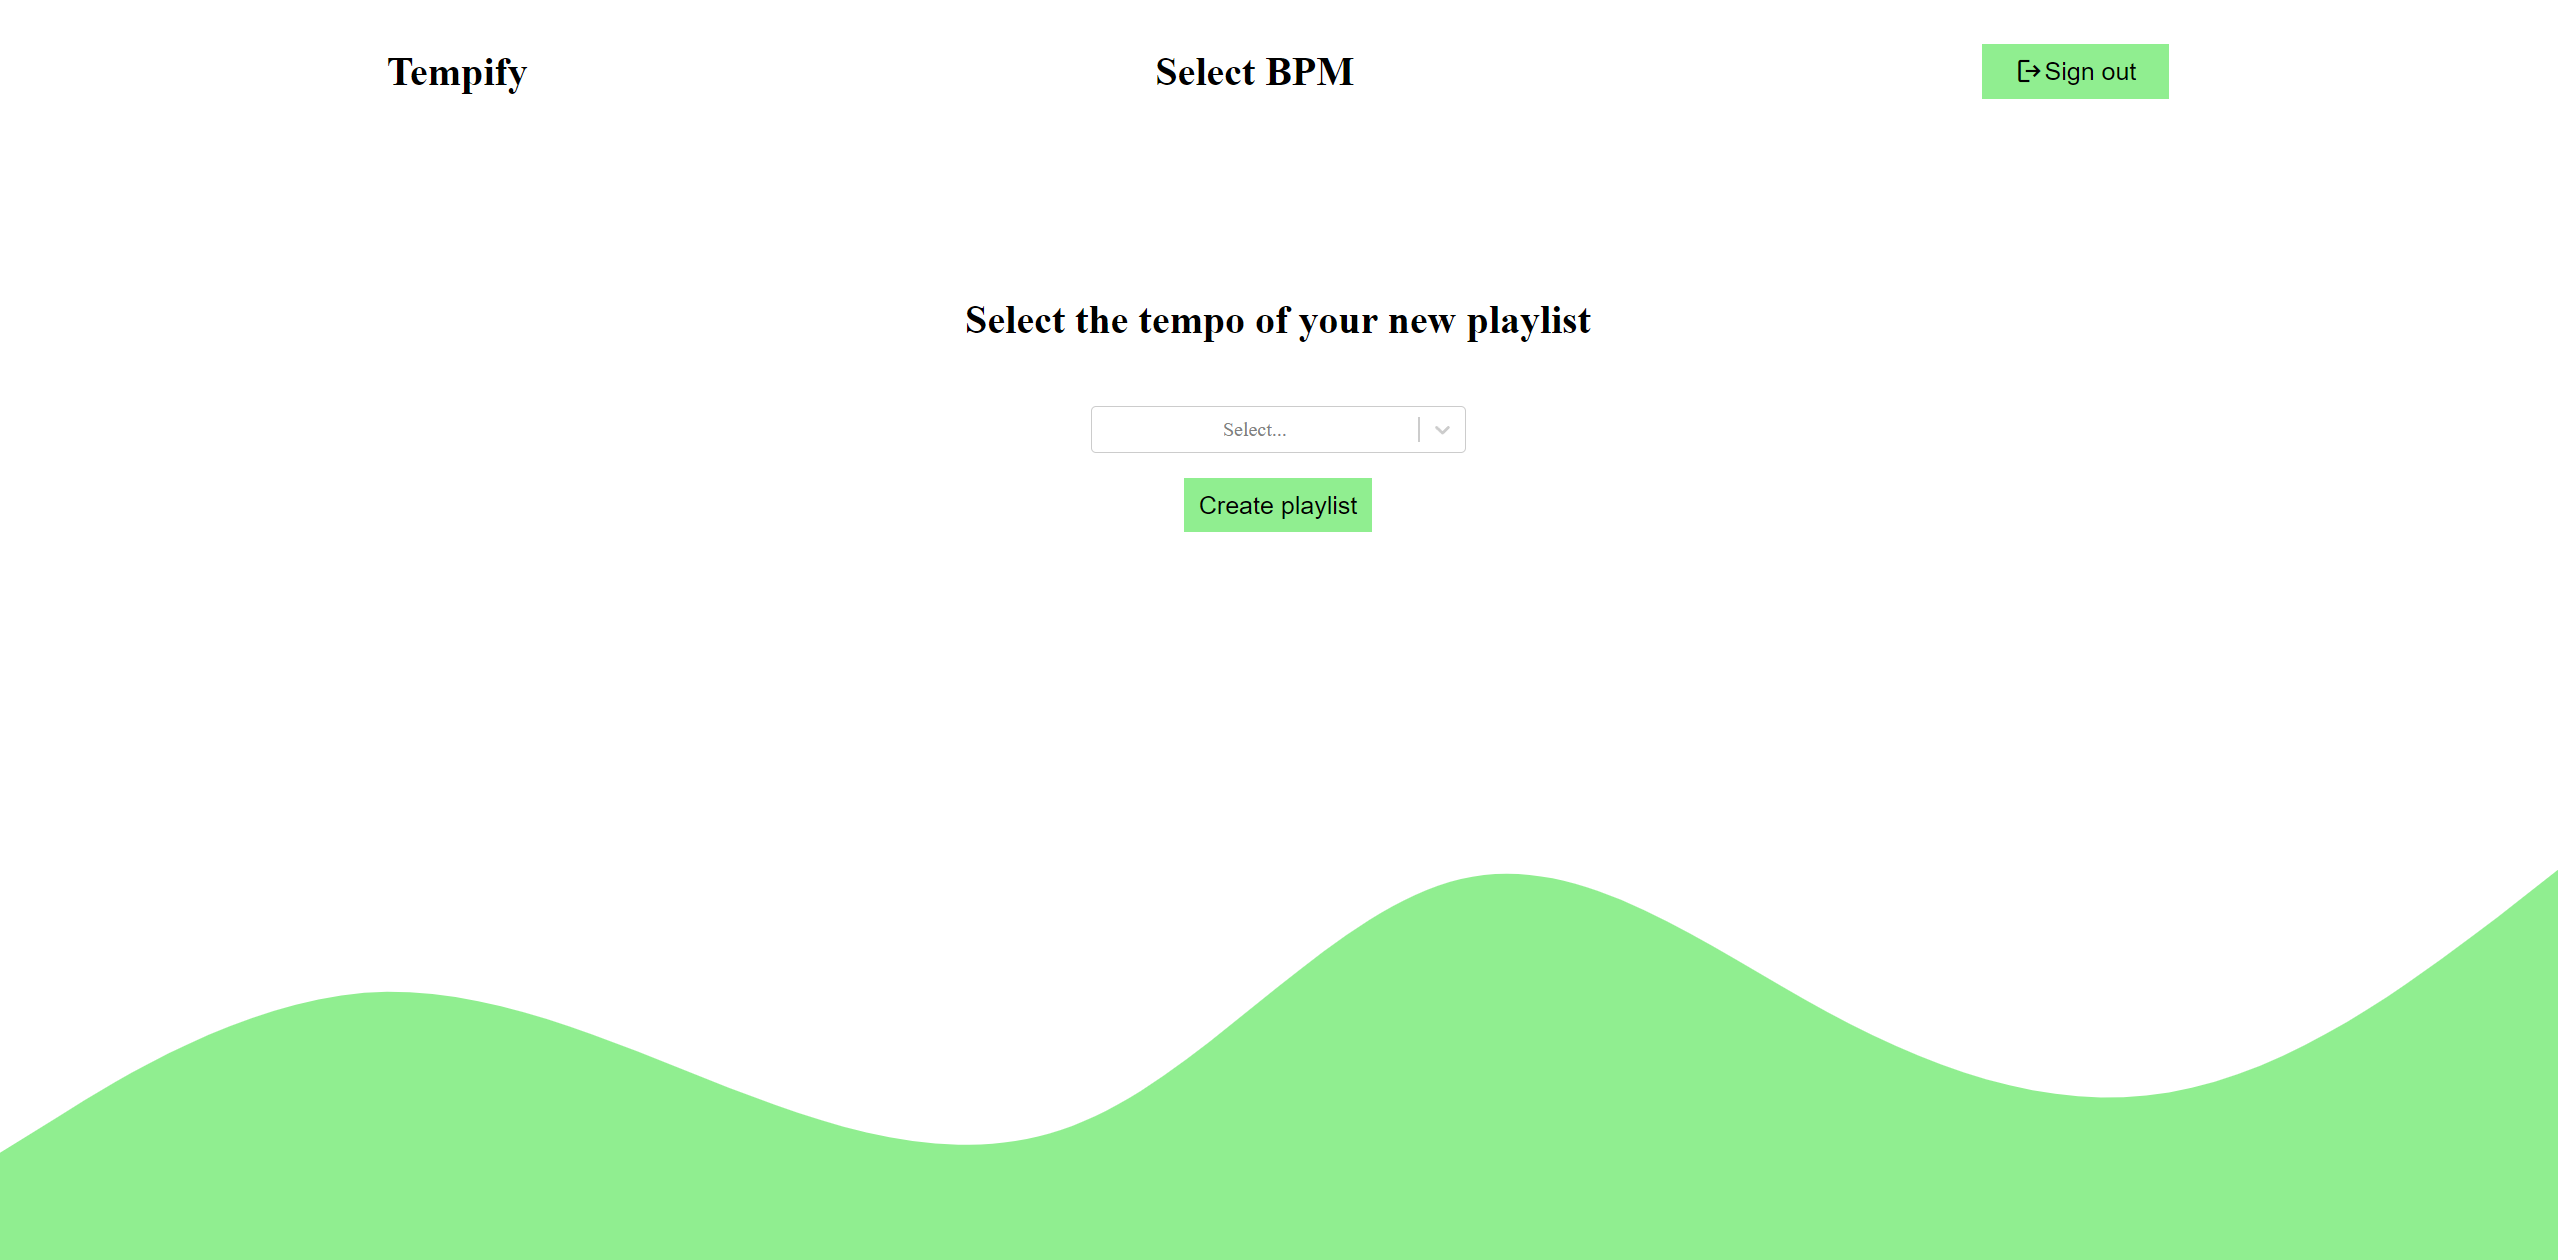 Tempify
Select BPM
Sign out
Select the tempo of your new playlist
Select...
Create playlist